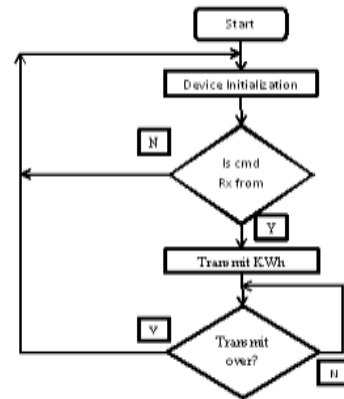 Start
Device Initialization
N
Is cmd
Rx from
Y
Transmit KWh
Y
Transmit
over?
N